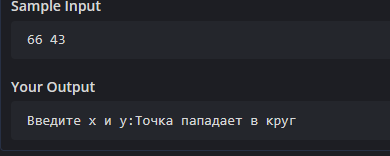 Sample Input
66 43
Your Output
Введите x и y:Точка пападает в круг